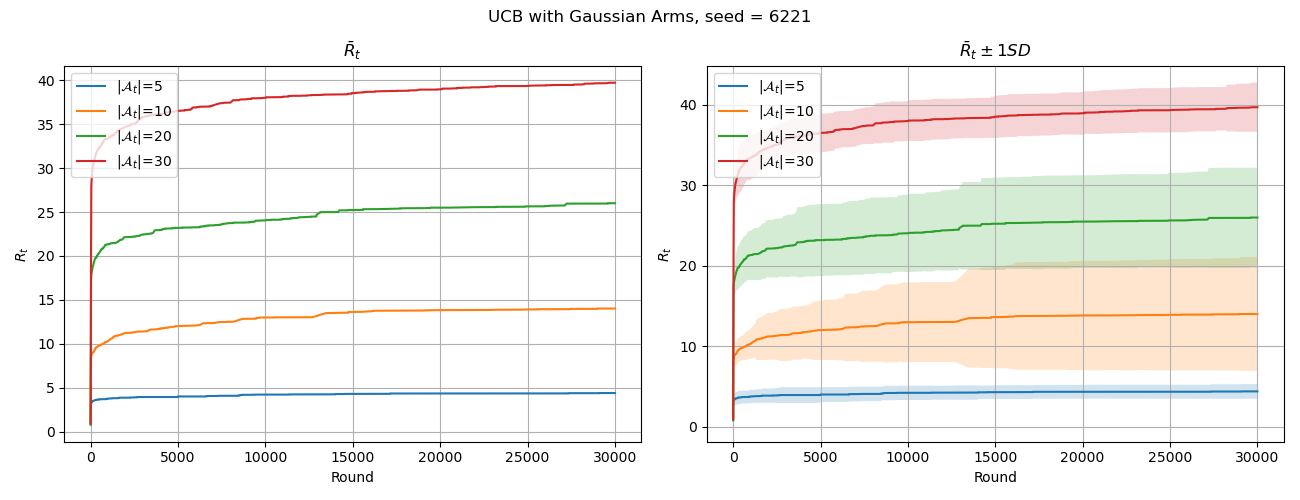 UCB with Gaussian Arms, seed = 6221
R̄ₜ
Rₜ
40
35
30
25
20
15
10
5
0
|𝒜ₜ|=5
|𝒜ₜ|=10
|𝒜ₜ|=20
|𝒜ₜ|=30
0 5000 10000 15000 20000 25000 30000
Round
R̄ₜ ± 1SD
Rₜ
40
30
20
10
0
|𝒜ₜ|=5
|𝒜ₜ|=10
|𝒜ₜ|=20
|𝒜ₜ|=30
0 5000 10000 15000 20000 25000 30000
Round